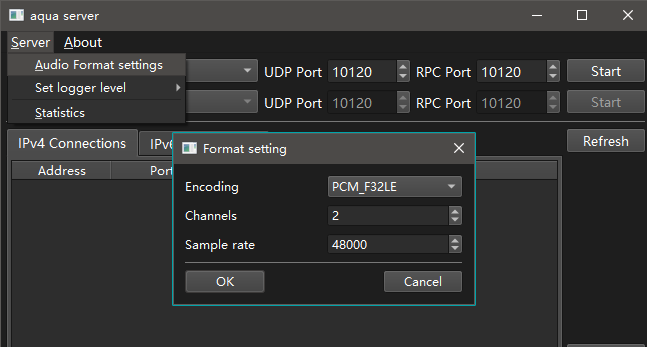 aqua server
Server About
Audio Format settings
Set logger level
Statistics
UDP Port 10120 RPC Port 10120 Start
UDP Port 10120 RPC Port 10120 Start
IPv4 Connections IPv6
Refresh
Address Port
Format setting
Encoding PCM_F32LE
Channels 2
Sample rate 48000
OK Cancel